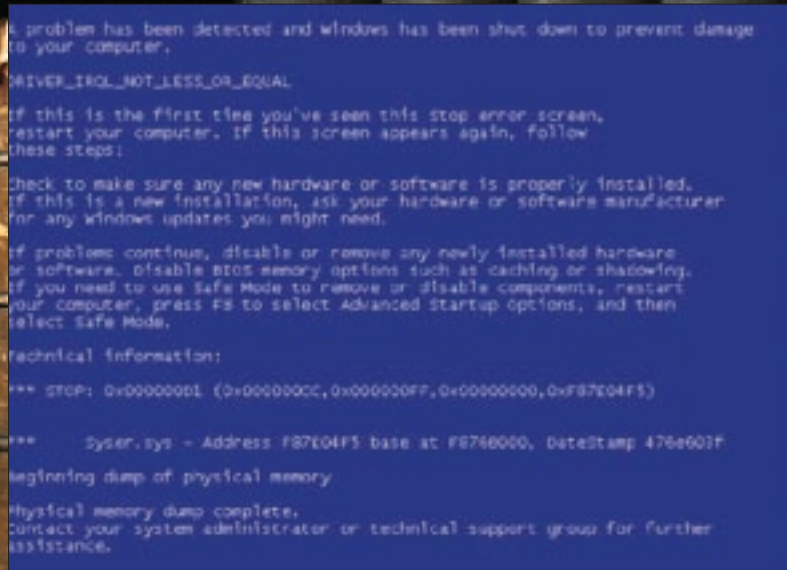 A problem has been detected and Windows has been shut down to prevent damage
to your computer.
DRIVER_IRQL_NOT_LESS_OR_EQUAL
If this is the first time you've seen this Stop error screen,
restart your computer. If this screen appears again, follow
these steps:
Check to make sure any new hardware or software is properly installed.
If this is a new installation, ask your hardware or software manufacturer
for any Windows updates you might need.
If problems continue, disable or remove any newly installed hardware
or software. Disable BIOS memory options such as caching or shadowing.
If you need to use Safe Mode to remove or disable components, restart
your computer, press F8 to select Advanced Startup Options, and then
select Safe Mode.
Technical information:
*** STOP: 0x000000D1 (0x000000CC,0x000000FF,0x00000000,0xF87E04F5)
*** Syser.sys - Address F87E04F5 base at F8760000, DateStamp 476e603f
Beginning dump of physical memory
Physical memory dump complete.
Contact your system administrator or technical support group for further
assistance.